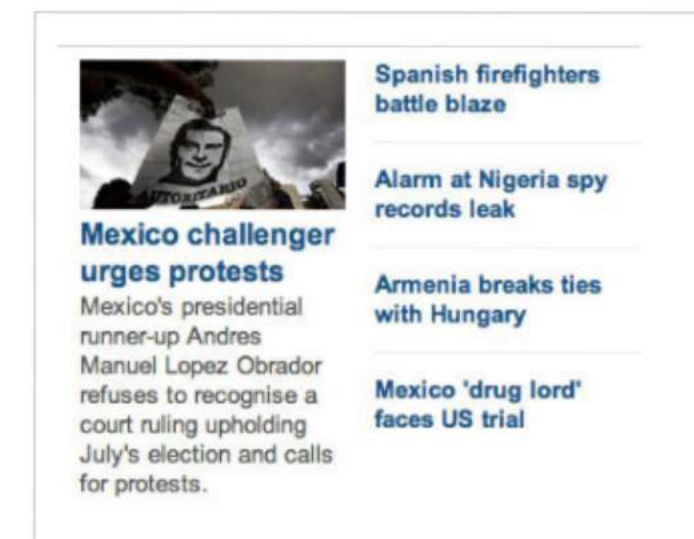 AUTORITARIO
Mexico challenger
urges protests
Mexico's presidential
runner-up Andres
Manuel Lopez Obrador
refuses to recognise a
court ruling upholding
July's election and calls
for protests.
Spanish firefighters
battle blaze
Alarm at Nigeria spy
records leak
Armenia breaks ties
with Hungary
Mexico 'drug lord'
faces US trial